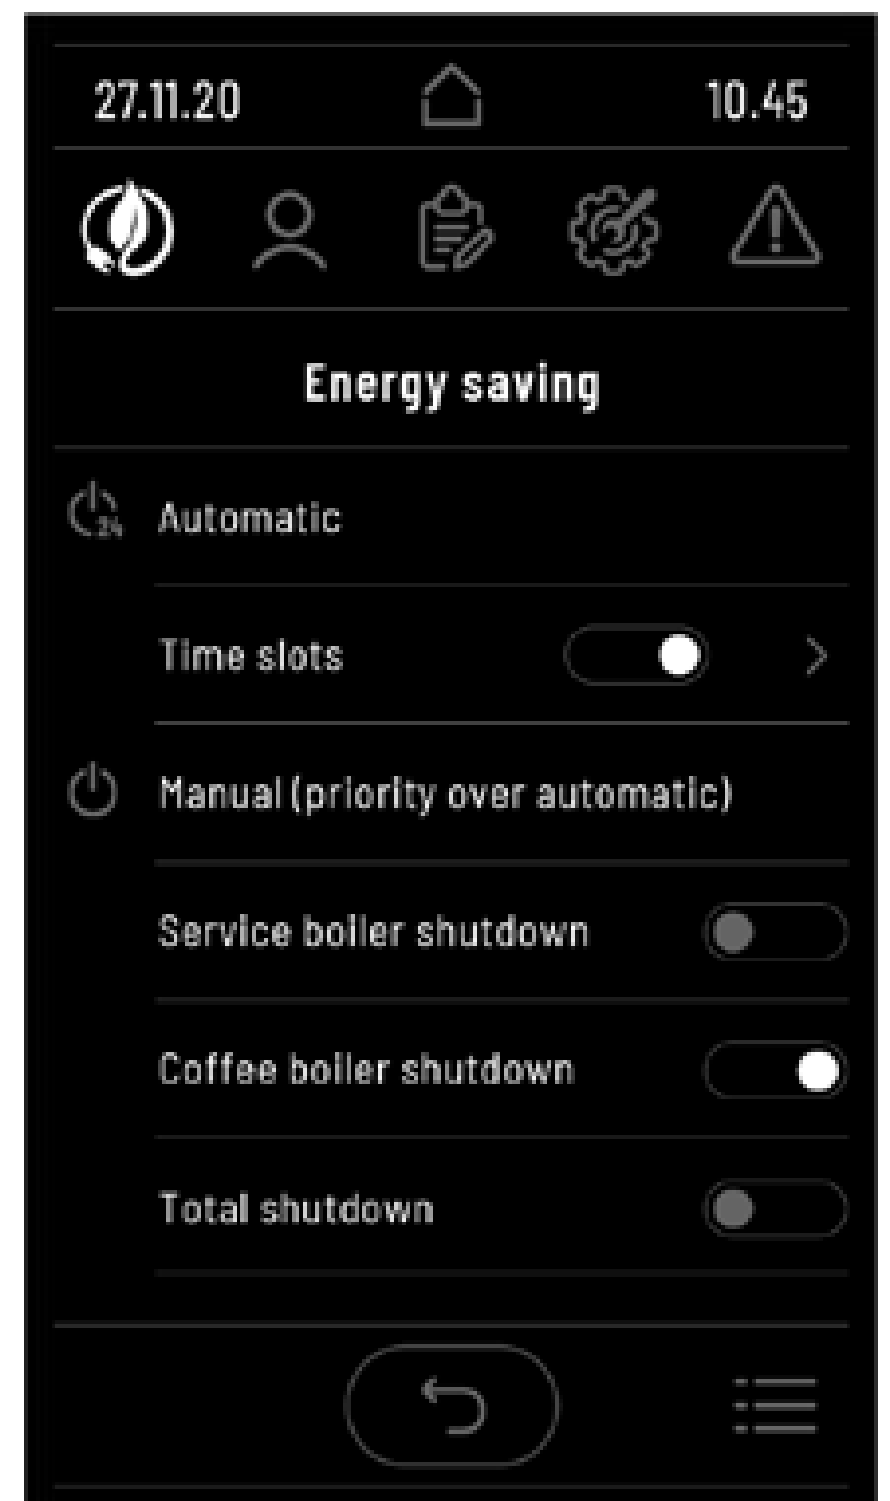 27.11.20 10.45
Energy saving
24 Automatic
Time slots
Manual (priority over automatic)
Service boiler shutdown
Coffee boiler shutdown
Total shutdown